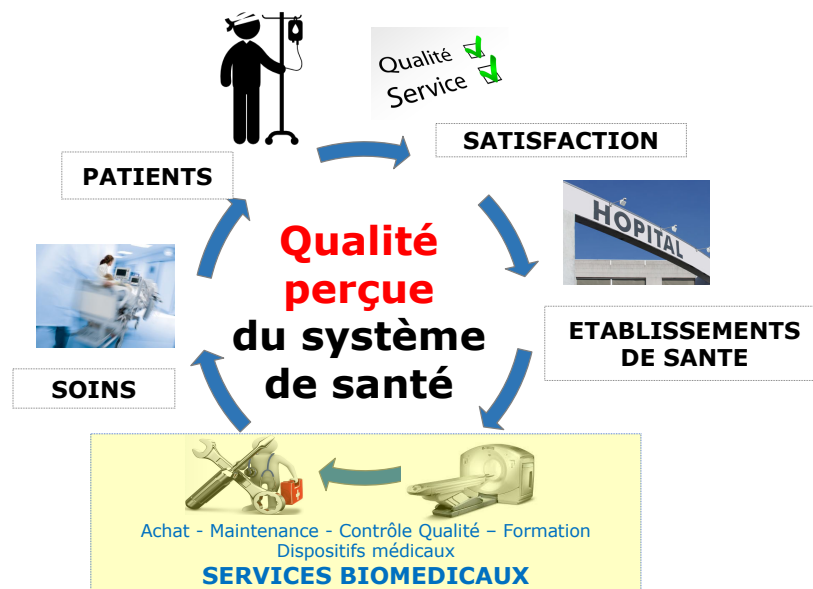 Qualité
Service
SATISFACTION
PATIENTS
HOPITAL
Qualité
perçue
du système
de santé
ETABLISSEMENTS
DE SANTE
SOINS
Achat - Maintenance - Contrôle Qualité – Formation
Dispositifs médicaux
SERVICES BIOMEDICAUX